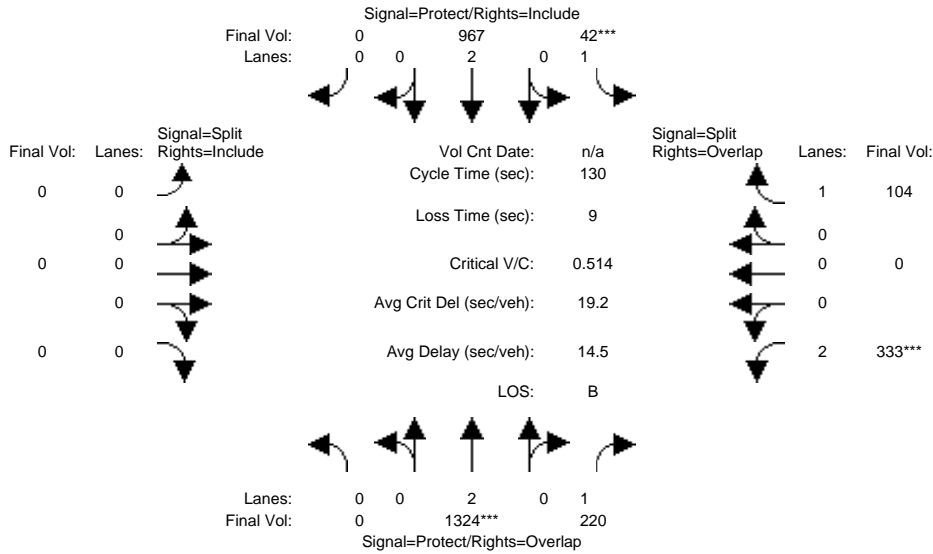 Signal=Protect/Rights=Include
Final Vol: 0 967 42***
Lanes: 0 0 2 0 1
Signal=Split Signal=Split
Final Vol: Lanes: Rights=Include Vol Cnt Date: n/a Rights=Overlap Lanes: Final Vol:
Cycle Time (sec): 130
0 0 1 104
Loss Time (sec): 9
0 0
0 0 Critical V/C: 0.514 0 0
0 Avg Crit Del (sec/veh): 19.2 0
0 0 Avg Delay (sec/veh): 14.5 2 333***
LOS: B
Lanes: 0 0 2 0 1
Final Vol: 0 1324*** 220
Signal=Protect/Rights=Overlap